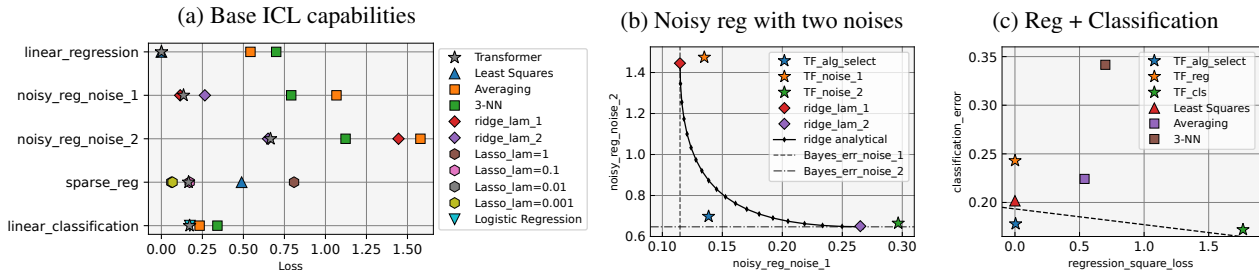 (a) Base ICL capabilities
linear_regression
noisy_reg_noise_1
noisy_reg_noise_2
sparse_reg
linear_classification
0.00
0.25
0.50
0.75
1.00
1.25
1.50
Loss
Transformer
Least Squares
Averaging
3-NN
ridge_lam_1
ridge_lam_2
Lasso_lam=1
Lasso_lam=0.1
Lasso_lam=0.01
Lasso_lam=0.001
Logistic Regression
(b) Noisy reg with two noises
noisy_reg_noise_2
1.4
1.2
1.0
0.8
0.6
0.10
0.15
0.20
0.25
0.30
noisy_reg_noise_1
TF_alg_select
TF_noise_1
TF_noise_2
ridge_lam_1
ridge_lam_2
ridge analytical
Bayes_err_noise_1
Bayes_err_noise_2
(c) Reg + Classification
classification_error
0.35
0.30
0.25
0.20
0.0
0.5
1.0
1.5
regression_square_loss
TF_alg_select
TF_reg
TF_cls
Least Squares
Averaging
3-NN